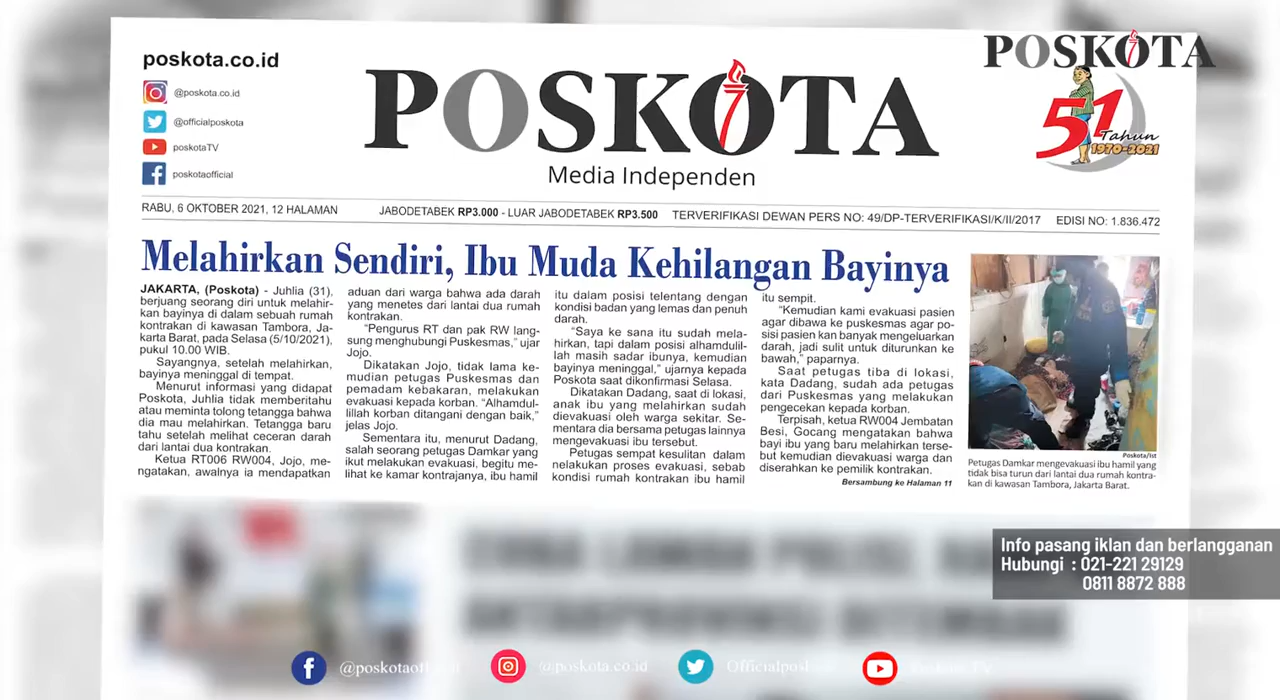 poskota.co.id
@poskota.co.id
@officialposkota
poskotaTV
poskotaofficial
POSKOTA
Media Independen
POSKOTA
51
Tahun
1970-2021
RABU, 6 OKTOBER 2021, 12 HALAMAN
JABODETABEK RP3.000 - LUAR JABODETABEK RP3.500
TERVERIFIKASI DEWAN PERS NO: 49/DP-TERVERIFIKASI/K/II/2017
EDISI NO: 1.836.472
Melahirkan Sendiri, Ibu Muda Kehilangan Bayinya
JAKARTA, (Poskota) - Juhlia (31),
berjuang seorang diri untuk melahir-
kan bayinya di dalam sebuah rumah
kontrakan di kawasan Tambora, Ja-
karta Barat, pada Selasa (5/10/2021),
pukul 10.00 WIB.
Sayangnya, setelah melahirkan,
bayinya meninggal di tempat.
Menurut informasi yang didapat
Poskota, Juhlia tidak memberitahu
atau meminta tolong tetangga bahwa
dia mau melahirkan. Tetangga baru
tahu setelah melihat ceceran darah
dari lantai dua kontrakan.
Ketua RT006 RW004, Jojo, me-
ngatakan, awalnya ia mendapatkan
aduan dari warga bahwa ada darah
yang menetes dari lantai dua rumah
kontrakan.
"Pengurus RT dan pak RW lang-
sung menghubungi Puskesmas," ujar
Jojo.
Dikatakan Jojo, tidak lama ke-
mudian petugas Puskesmas dan
pemadam kebakaran, melakukan
evakuasi kepada korban. "Alhamdul-
illilah korban ditangani dengan baik,"
jelas Jojo.
Sementara itu, menurut Dadang,
salah seorang petugas Damkar yang
ikut melakukan evakuasi, begitu me-
lihat ke kamar kontrajanya, ibu hamil
itu dalam posisi telentang dengan
kondisi badan yang lemas dan penuh
darah.
"Saya ke sana itu sudah mela-
hirkan, tapi dalam posisi alhamdulil-
lah masih sadar ibunya, kemudian
bayinya meninggal," ujarnya kepada
Poskota saat dikonfirmasi Selasa.
Dikatakan Dadang, saat di lokasi,
anak ibu yang melahirkan sudah
dievakuasi oleh warga sekitar. Se-
mentara dia bersama petugas lainnya
mengevakuasi ibu tersebut.
Petugas sempat kesulitan dalam
nelakukan proses evakuasi, sebab
kondisi rumah kontrakan ibu hamil
itu sempit.
"Kemudian kami evakuasi pasien
agar dibawa ke puskesmas agar po-
sisi pasien kan banyak mengeluarkan
darah, jadi sulit untuk diturunkan ke
bawah," paparnya.
Saat petugas tiba di lokasi,
kata Dadang, sudah ada petugas
dari Puskesmas yang melakukan
pengecekan kepada korban.
Terpisah, ketua RW004 Jembatan
Besi, Gocang mengatakan bahwa
bayi ibu yang baru melahirkan terse-
but kemudian dievakuasi warga dan
diserahkan ke pemilik kontrakan.
Bersambung ke Halaman 11
Poskota/Ist
Petugas Damkar mengevakuasi ibu hamil yang
tidak bisa turun dari lantai dua rumah kontra-
kan di kawasan Tambora, Jakarta Barat.
Info pasang iklan dan berlangganan
Hubungi : 021-221 29129
0811 8872 888
@poskotaof
@poskota.co.id
Officialpos